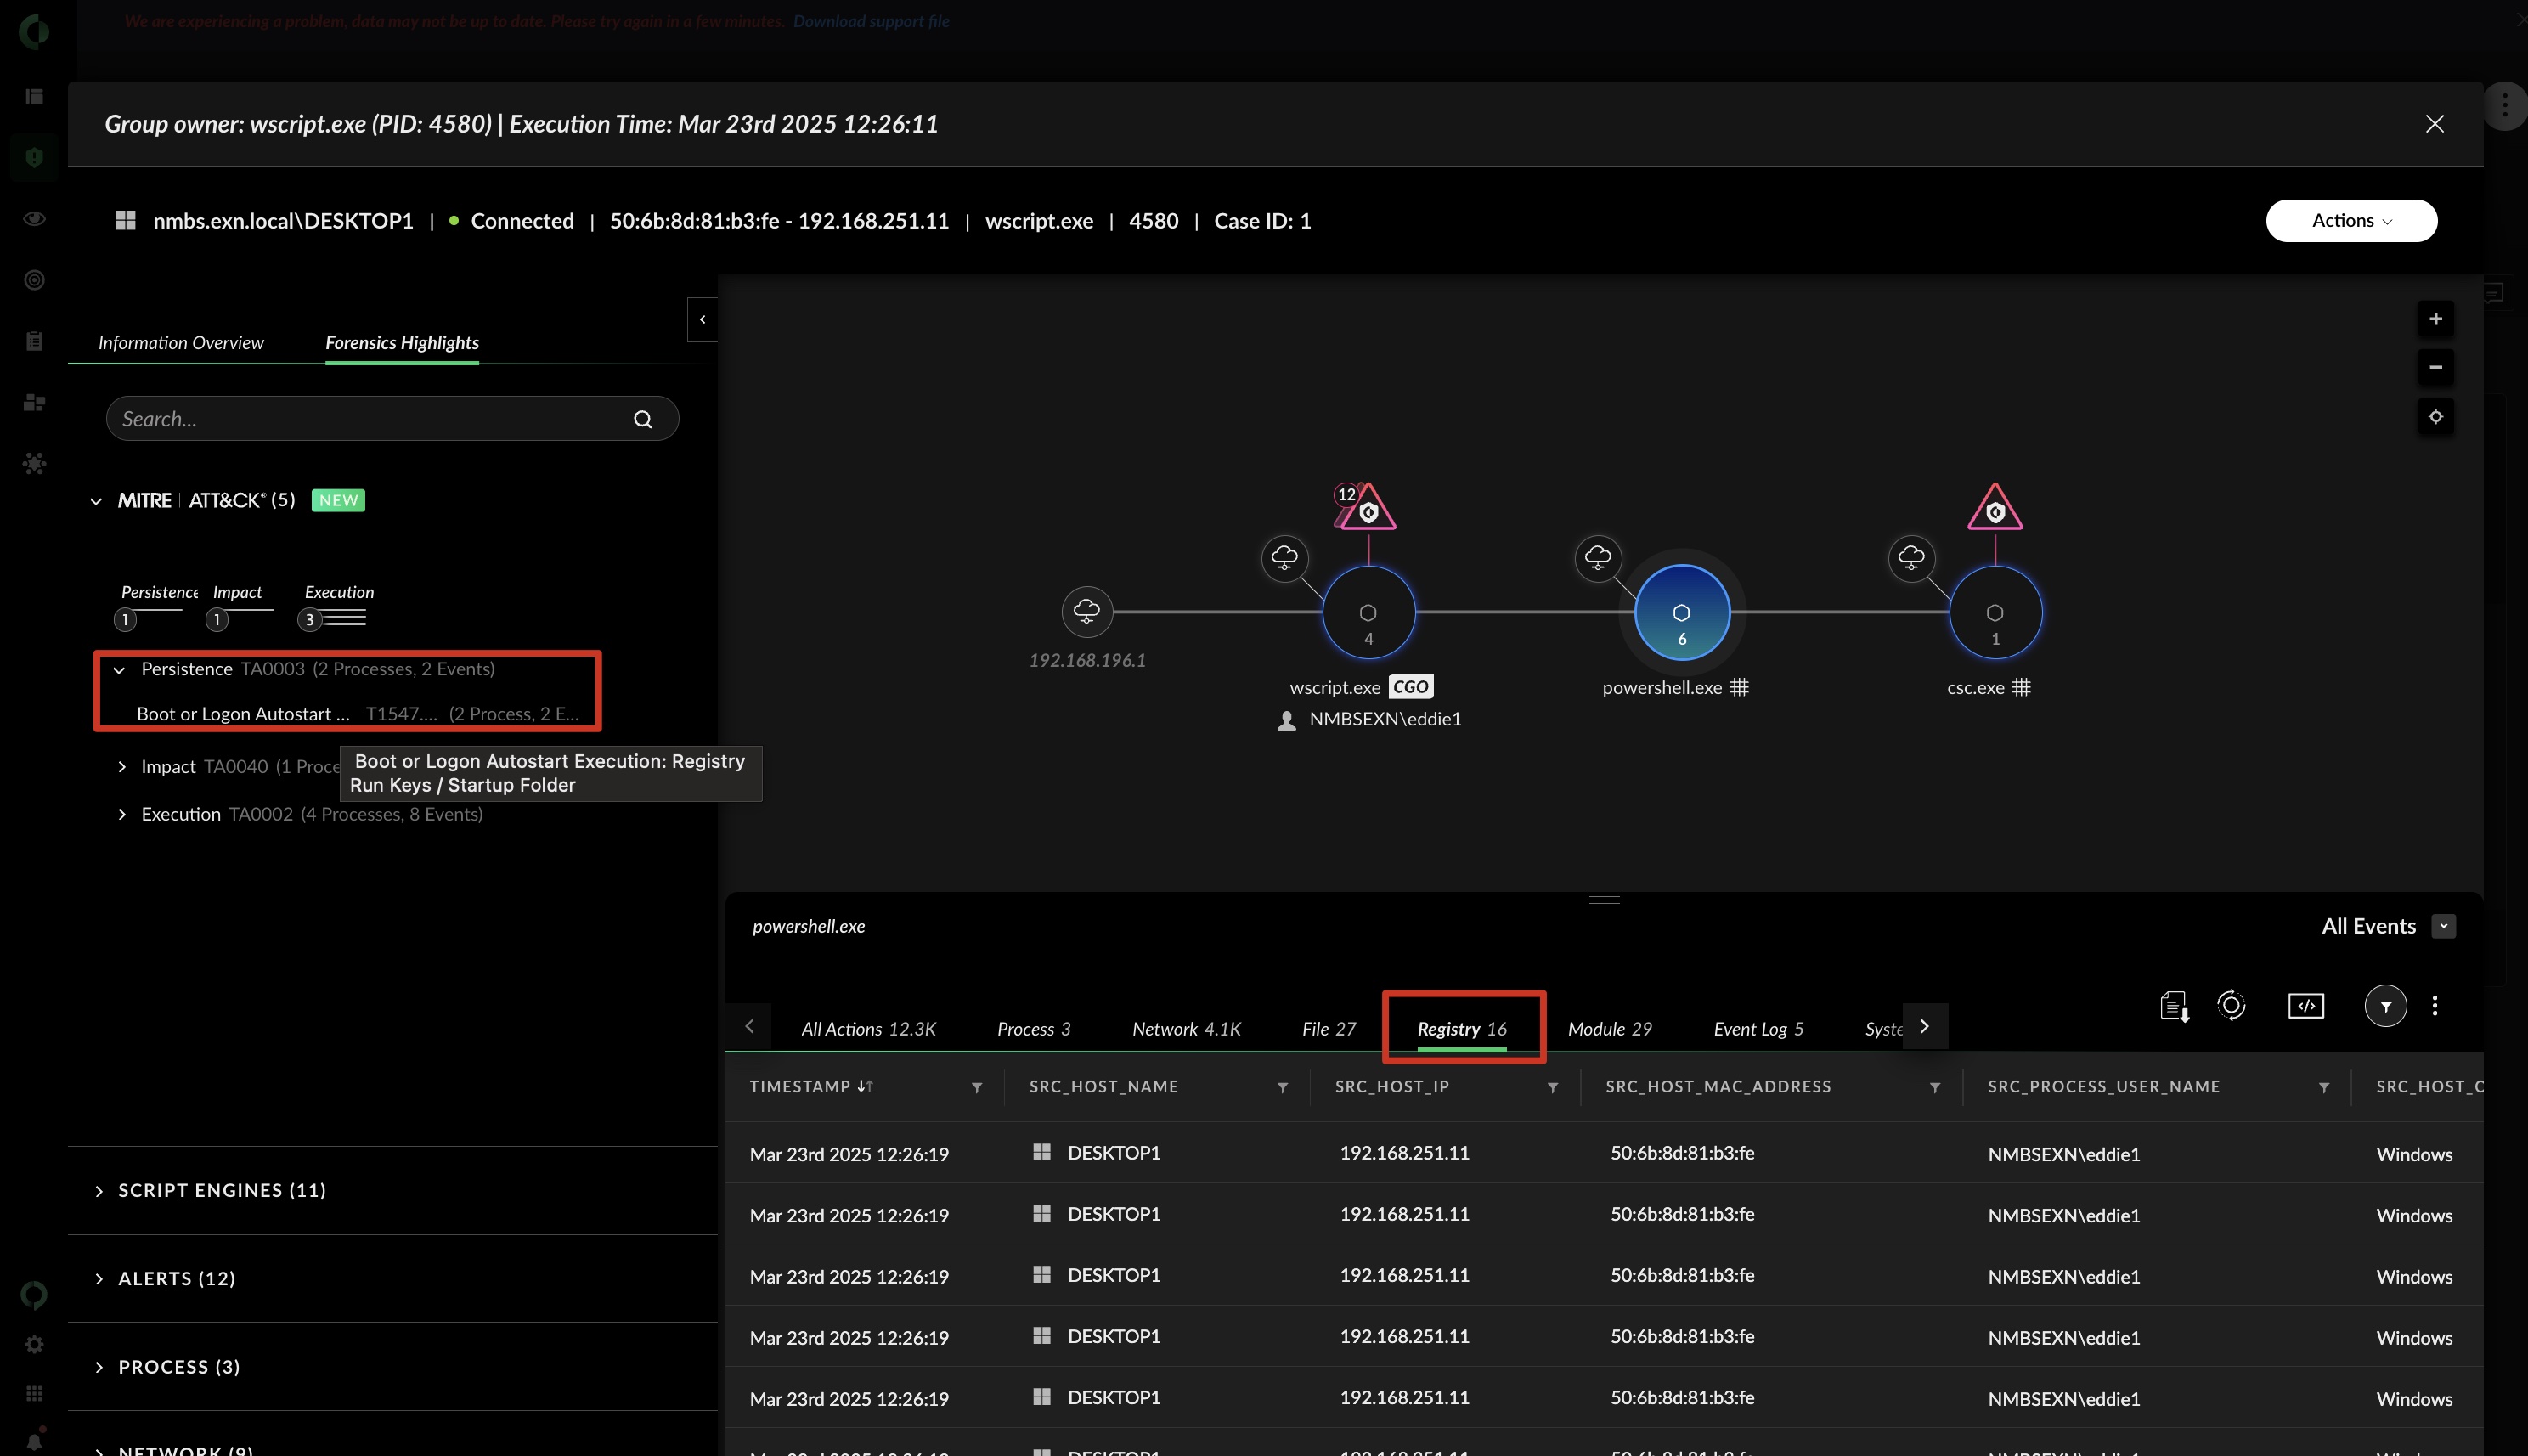 We are experiencing a problem, data may not be up to date. Please try again in a few minutes. Download support file
Group owner: wscript.exe (PID: 4580) | Execution Time: Mar 23rd 2025 12:26:11
nmbs.exn.local\DESKTOP1 | Connected | 50:6b:8d:81:b3:fe - 192.168.251.11 | wscript.exe | 4580 | Case ID: 1
Actions
Information Overview Forensics Highlights
Search...
MITRE | ATT&CK® (5) NEW
Persistence Impact Execution
1 1 3
Persistence TA0003 (2 Processes, 2 Events)
Boot or Logon Autostart ... T1547.... (2 Process, 2 E...
Impact TA0040 (1 Proce
Boot or Logon Autostart Execution: Registry
Run Keys / Startup Folder
Execution TA0002 (4 Processes, 8 Events)
SCRIPT ENGINES (11)
ALERTS (12)
PROCESS (3)
NETWORK (9)
12
4 6 1
192.168.196.1
wscript.exe CGO powershell.exe csc.exe
NMBSEXN\eddie1
powershell.exe
All Events
All Actions 12.3K Process 3 Network 4.1K File 27 Registry 16 Module 29 Event Log 5 Syste
TIMESTAMP SRC_HOST_NAME SRC_HOST_IP SRC_HOST_MAC_ADDRESS SRC_PROCESS_USER_NAME SRC_HOST_O
Mar 23rd 2025 12:26:19 DESKTOP1 192.168.251.11 50:6b:8d:81:b3:fe NMBSEXN\eddie1 Windows
Mar 23rd 2025 12:26:19 DESKTOP1 192.168.251.11 50:6b:8d:81:b3:fe NMBSEXN\eddie1 Windows
Mar 23rd 2025 12:26:19 DESKTOP1 192.168.251.11 50:6b:8d:81:b3:fe NMBSEXN\eddie1 Windows
Mar 23rd 2025 12:26:19 DESKTOP1 192.168.251.11 50:6b:8d:81:b3:fe NMBSEXN\eddie1 Windows
Mar 23rd 2025 12:26:19 DESKTOP1 192.168.251.11 50:6b:8d:81:b3:fe NMBSEXN\eddie1 Windows